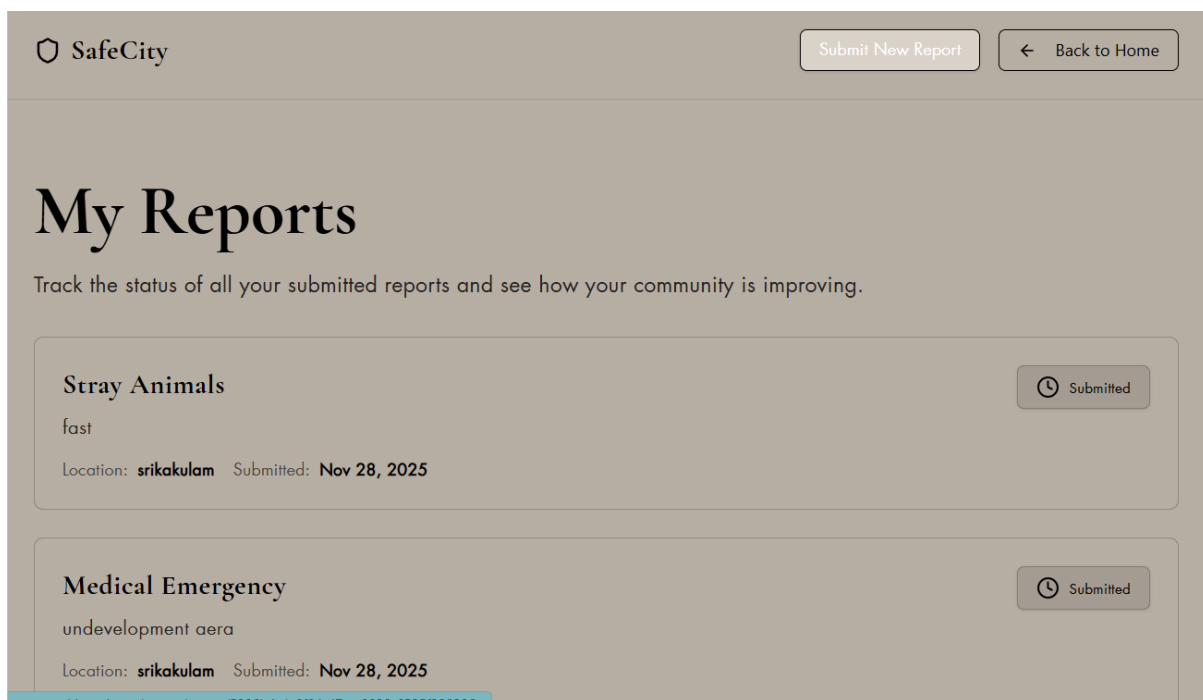 SafeCity
Submit New Report
Back to Home
My Reports
Track the status of all your submitted reports and see how your community is improving.
Stray Animals
Submitted
fast
Location: srikakulam Submitted: Nov 28, 2025
Medical Emergency
Submitted
undevelopment aera
Location: srikakulam Submitted: Nov 28, 2025